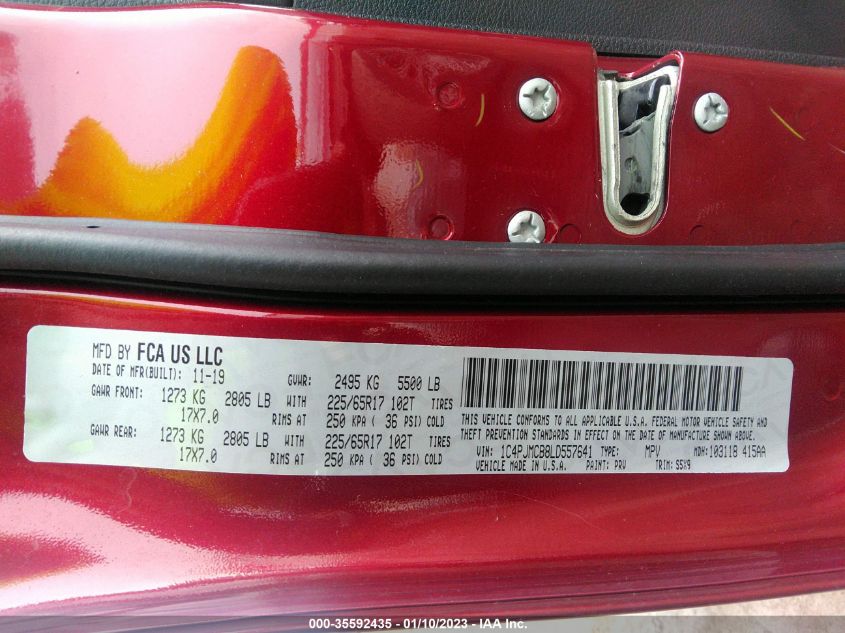 MFD BY FCA US LLC
DATE OF MFR(BUILT): 11-19 GVWR: 2495 KG 5500 LB
GAWR FRONT: 1273 KG 2805 LB WITH 225/65R17 102T TIRES
17X7.0 RIMS AT 250 KPA ( 36 PSI) COLD
GAWR REAR: 1273 KG 2805 LB WITH 225/65R17 102T TIRES
17X7.0 RIMS AT 250 KPA ( 36 PSI) COLD
THIS VEHICLE CONFORMS TO ALL APPLICABLE U.S.A. FEDERAL MOTOR VEHICLE SAFETY AND
THEFT PREVENTION STANDARDS IN EFFECT ON THE DATE OF MANUFACTURE SHOWN ABOVE.
VIN: 1C4PJMCB8LD557641 TYPE: MPV MDH:103118 415AA
VEHICLE MADE IN U.S.A. PAINT: PRV TRIM: S5X9
000-35592435 - 01/10/2023 - © IAA Inc.